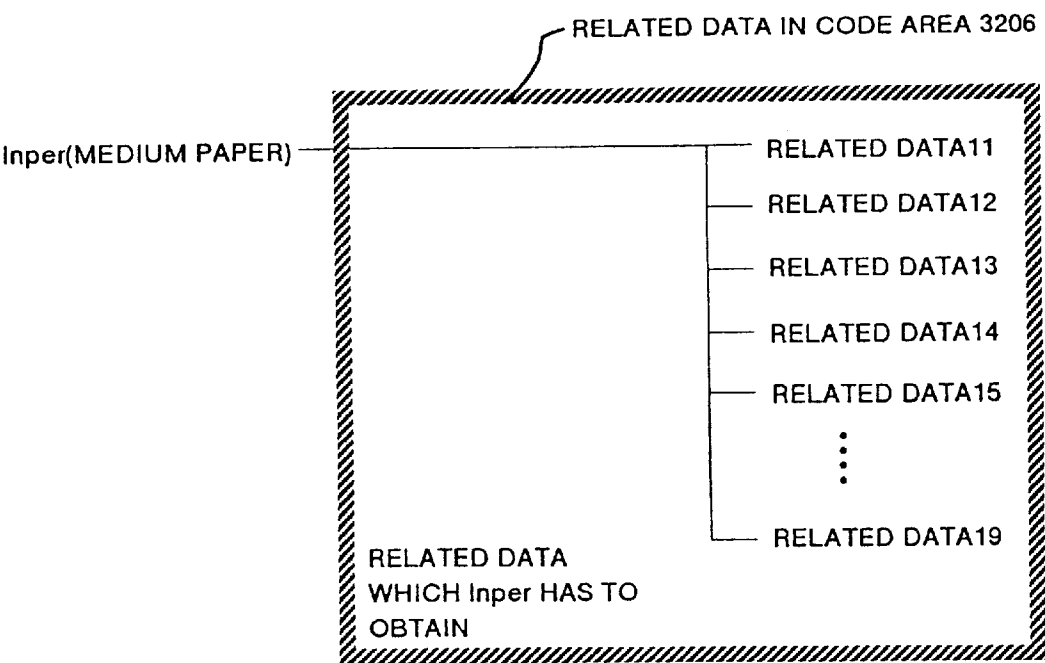 RELATED DATA IN CODE AREA 3206
Inper(MEDIUM PAPER)
RELATED DATA11
RELATED DATA12
RELATED DATA13
RELATED DATA14
RELATED DATA15
RELATED DATA19
RELATED DATA
WHICH Inper HAS TO
OBTAIN